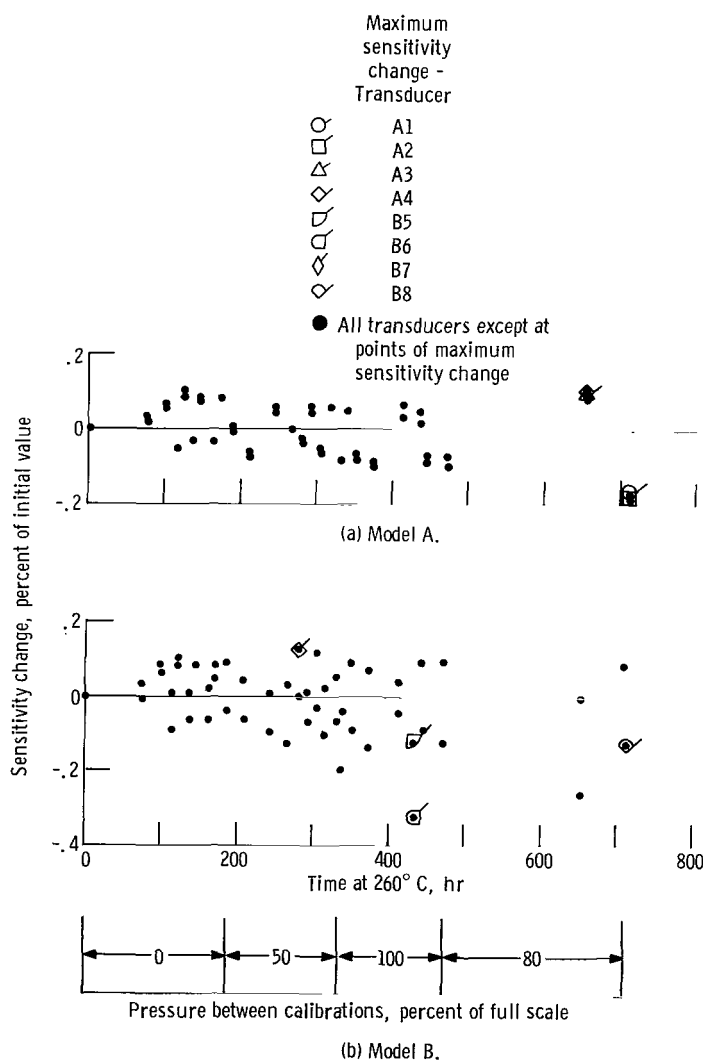 Maximum
sensitivity
change -
Transducer
A1
A2
A3
A4
B5
B6
B7
B8
All transducers except at
points of maximum
sensitivity change
Sensitivity change, percent of initial value
.2
0
-.2
(a) Model A.
.2
0
-.2
-.4
0 200 400 600 800
Time at 260° C, hr
0 50 100 80
Pressure between calibrations, percent of full scale
(b) Model B.